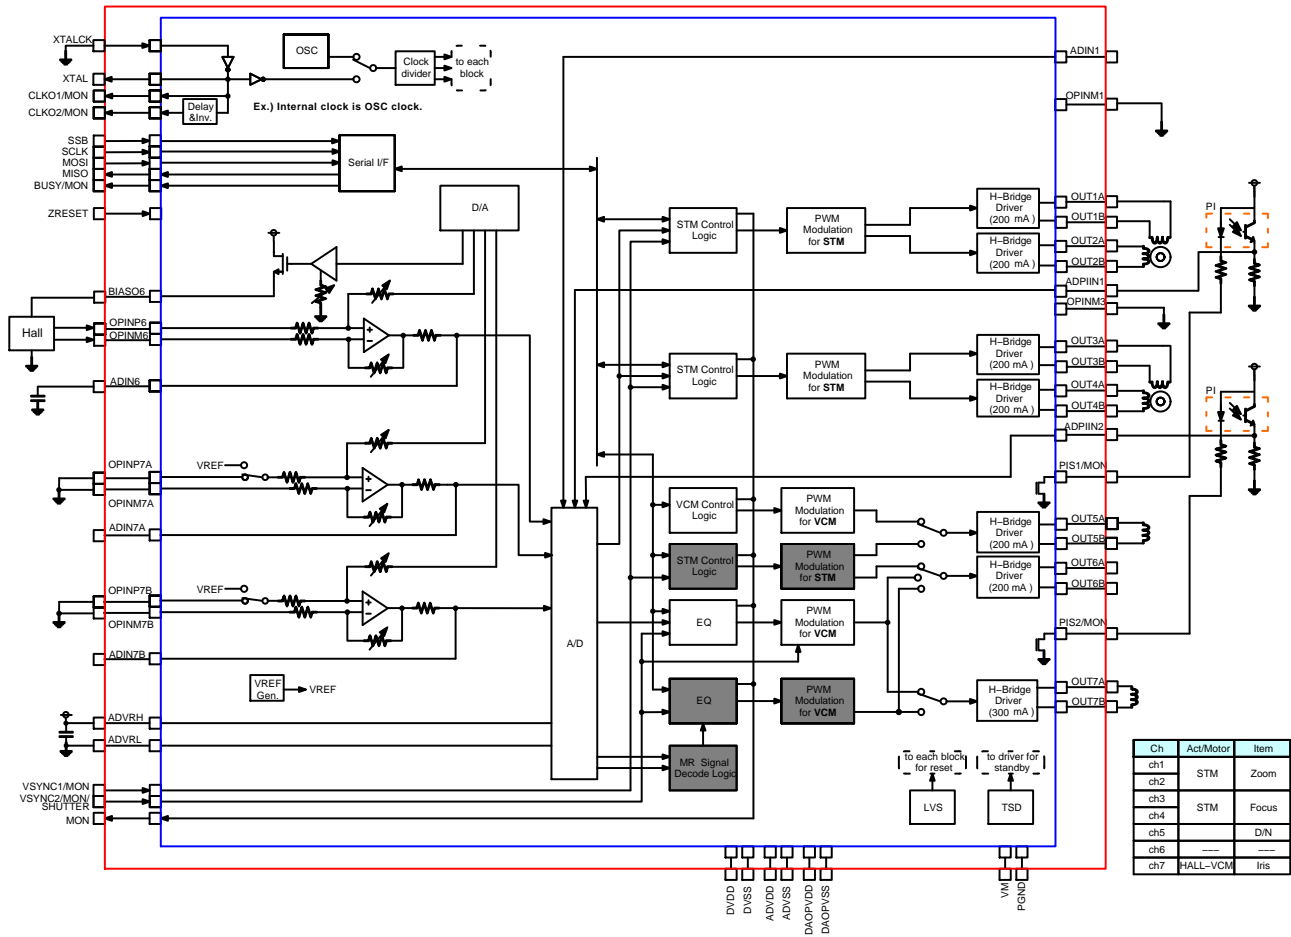 XTALCK
XTAL
CLKO1/MON
CLKO2/MON
OSC
Clock
divider
to each
block
Delay
&Inv.
Ex.) Internal clock is OSC clock.
SSB
SCLK
MOSI
MISO
BUSY/MON
ZRESET
Serial I/F
D/A
BIASO6
Hall
OPINP6
OPINM6
ADIN6
OPINP7A
OPINM7A
VREF
ADIN7A
OPINP7B
OPINM7B
VREF
ADIN7B
VREF
Gen.
VREF
ADVRH
ADVRL
VSYNC1/MON
VSYNC2/MON/
SHUTTER
MON
A/D
STM Control
Logic
PWM
Modulation
for STM
H–Bridge
Driver
(200 mA)
H–Bridge
Driver
(200 mA)
STM Control
Logic
PWM
Modulation
for STM
H–Bridge
Driver
(200 mA)
H–Bridge
Driver
(200 mA)
VCM Control
Logic
PWM
Modulation
for VCM
STM Control
Logic
PWM
Modulation
for STM
H–Bridge
Driver
(200 mA)
H–Bridge
Driver
(200 mA)
EQ
PWM
Modulation
for VCM
EQ
PWM
Modulation
for VCM
H–Bridge
Driver
(300 mA)
MR Signal
Decode Logic
to each block
for reset
to driver for
standby
LVS
TSD
ADIN1
OPINM1
OUT1A
OUT1B
OUT2A
OUT2B
ADPIIN1
OPINM3
OUT3A
OUT3B
OUT4A
OUT4B
ADPIIN2
PIS1/MON
OUT5A
OUT5B
OUT6A
OUT6B
PIS2/MON
OUT7A
OUT7B
PI
PI
DVDD
DVSS
ADVDD
ADVSS
DAOPVDD
DAOPVSS
VM
PGND
Ch Act/Motor Item
ch1
STM Zoom
ch2
ch3
STM Focus
ch4
ch5 D/N
ch6 ––– –––
ch7 HALL–VCM Iris